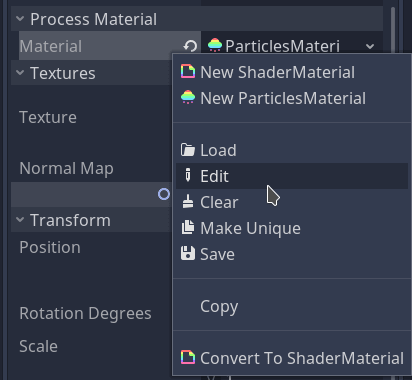 Process Material
Material ParticlesMateri
Textures
New ShaderMaterial
New ParticlesMaterial
Texture
Load
Normal Map
Edit
Clear
Transform
Make Unique
Position
Save
Copy
Rotation Degrees
Scale
Convert To ShaderMaterial